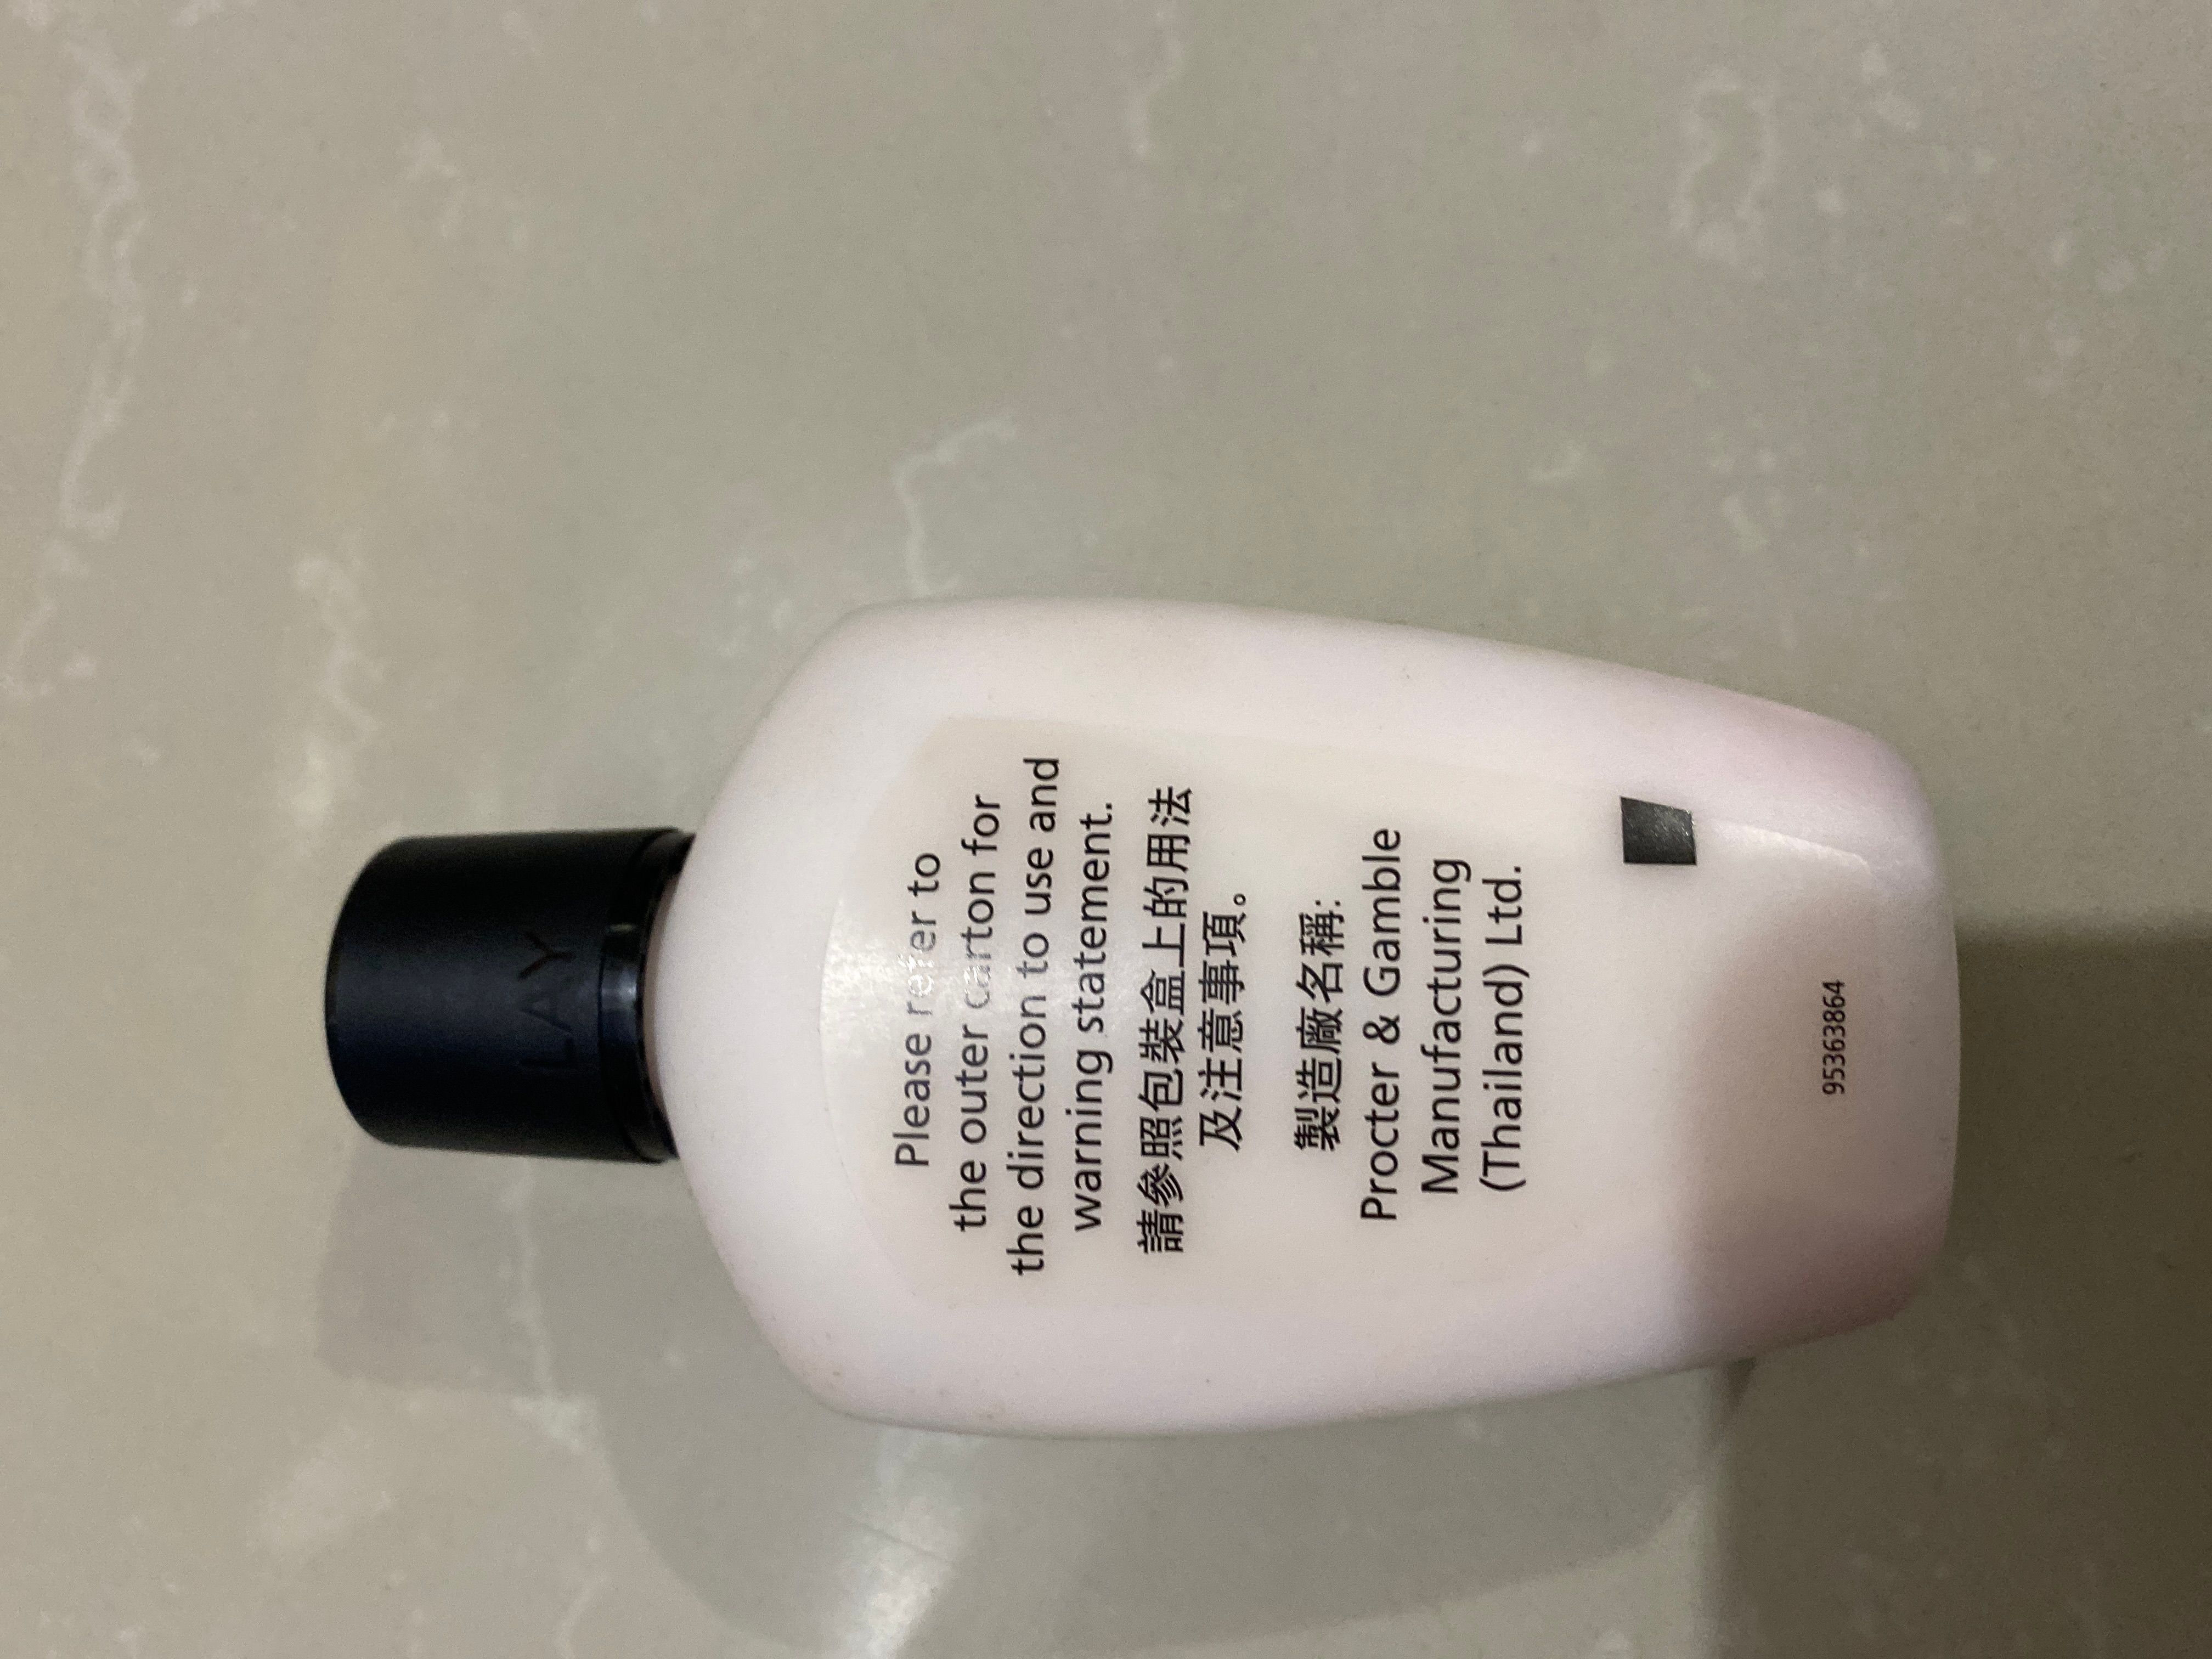 LAY
Please refer to
the outer carton for
the direction to use and
warning statement.
請參照包裝盒上的用法
及注意事項。
製造廠名稱:
Procter & Gamble
Manufacturing
(Thailand) Ltd.
95363864